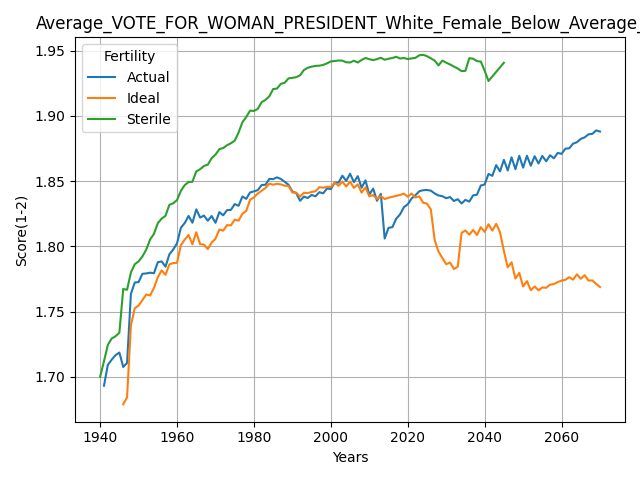 Average_VOTE_FOR_WOMAN_PRESIDENT_White_Female_Below_Average_
Fertility
Actual
Ideal
Sterile
Score(1-2)
1.95
1.90
1.85
1.80
1.75
1.70
1940 1960 1980 2000 2020 2040 2060
Years